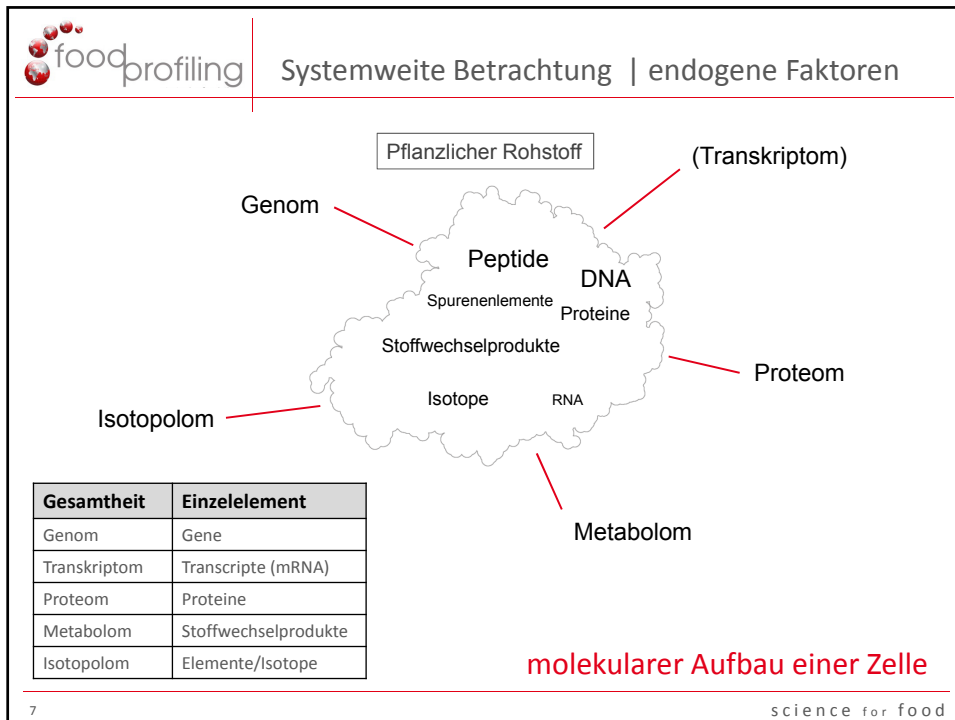 foodprofiling
Systemweite Betrachtung | endogene Faktoren
Pflanzlicher Rohstoff
(Transkriptom)
Genom
Peptide
DNA
Spurenenlemente
Proteine
Stoffwechselprodukte
Proteom
Isotope
RNA
Isotopolom
Metabolom
Gesamtheit Einzelelement
Genom Gene
Transkriptom Transcripte (mRNA)
Proteom Proteine
Metabolom Stoffwechselprodukte
Isotopolom Elemente/Isotope
molekularer Aufbau einer Zelle
7
science for food